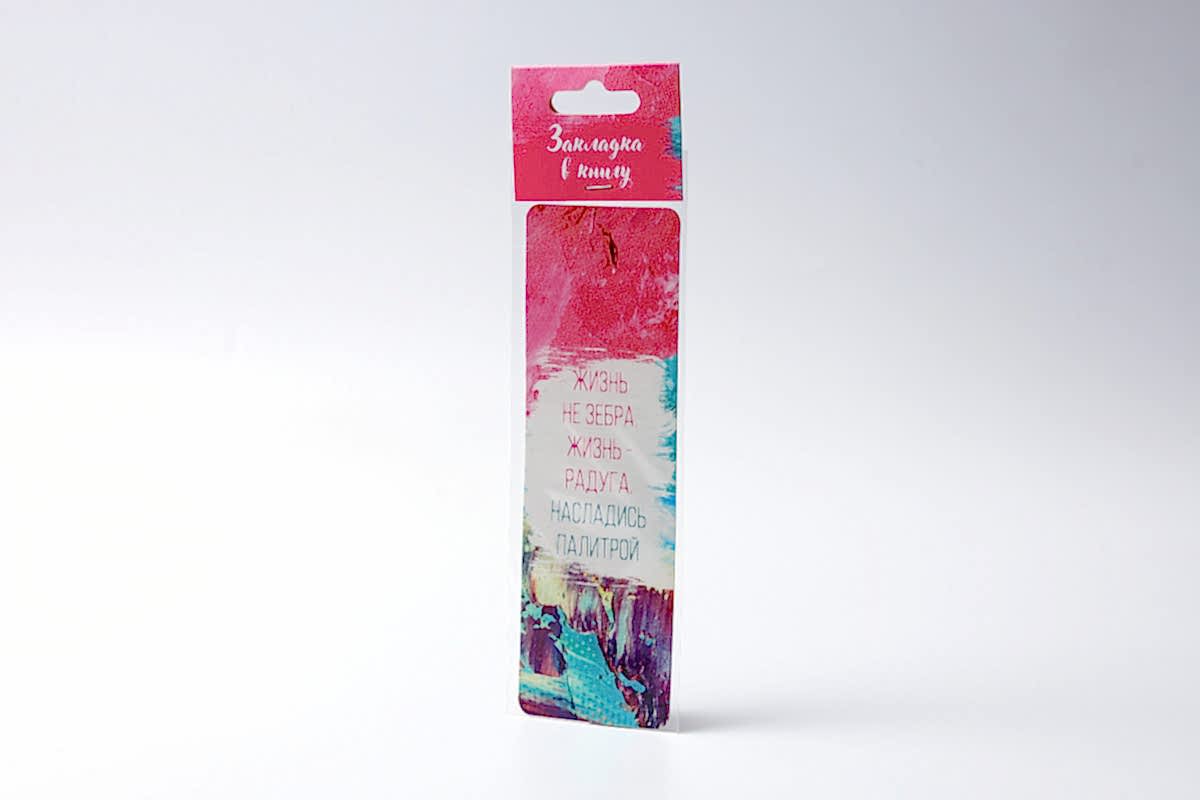 Закладка
в книгу
ЖИЗНЬ
НЕ ЗЕБРА,
ЖИЗНЬ -
РАДУГА.
НАСЛАДИСЬ
ПАЛИТРОЙ